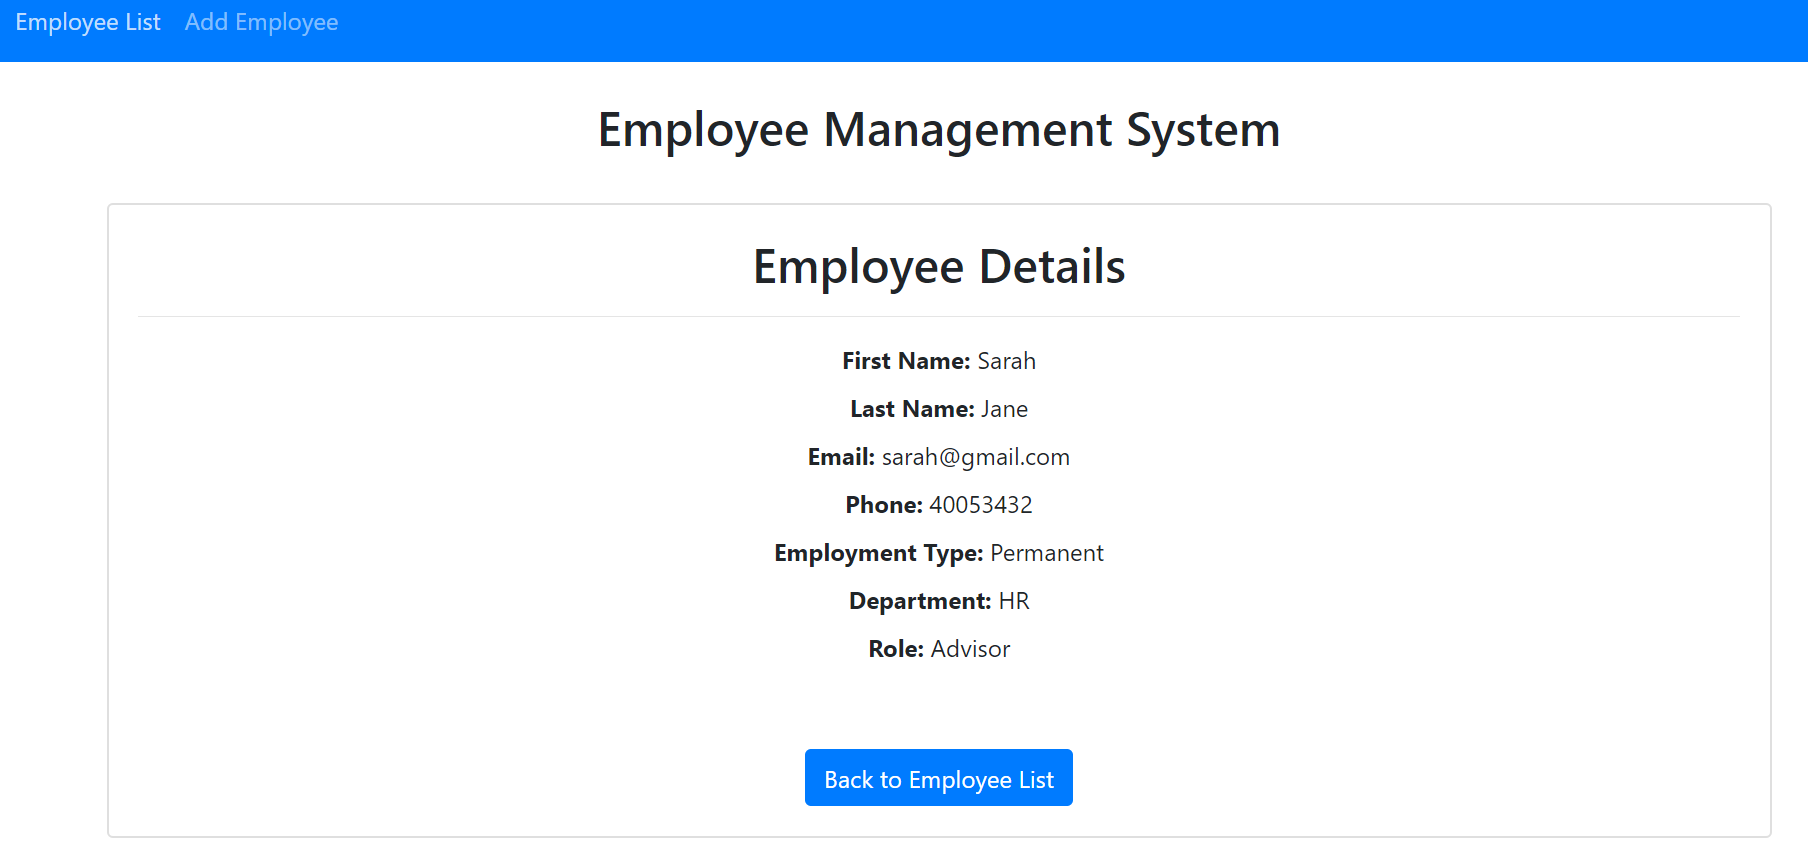 Employee List Add Employee
Employee Management System
Employee Details
First Name: Sarah
Last Name: Jane
Email: sarah@gmail.com
Phone: 40053432
Employment Type: Permanent
Department: HR
Role: Advisor
Back to Employee List